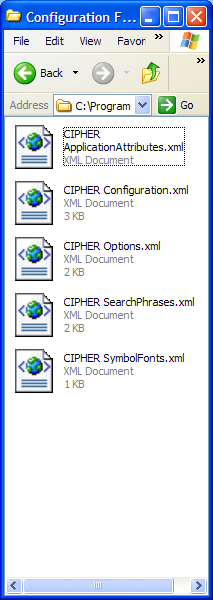 Configuration F...
File Edit View Favor »
Back »
Address C:\Program Go
CIPHER
ApplicationAttributes.xml
XML Document
CIPHER Configuration.xml
XML Document
3 KB
CIPHER Options.xml
XML Document
2 KB
CIPHER SearchPhrases.xml
XML Document
2 KB
CIPHER SymbolFonts.xml
XML Document
1 KB